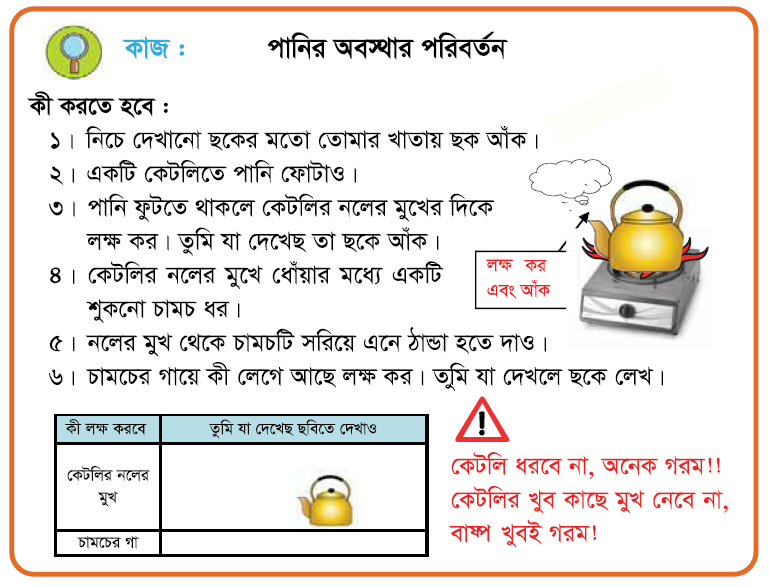 কাজ : পানির অবস্থার পরিবর্তন
কী করতে হবে :
১। নিচে দেখানো ছকের মতো তোমার খাতায় ছক আঁক।
২। একটি কেটলিতে পানি ফোটাও।
৩। পানি ফুটতে থাকলে কেটলির নলের মুখের দিকে
লক্ষ কর। তুমি যা দেখেছ তা ছকে আঁক।
৪। কেটলির নলের মুখে ধোঁয়ার মধ্যে একটি
শুকনো চামচ ধর।
লক্ষ কর
এবং আঁক
৫। নলের মুখ থেকে চামচটি সরিয়ে এনে ঠান্ডা হতে দাও।
৬। চামচের গায়ে কী লেগে আছে লক্ষ কর। তুমি যা দেখলে ছকে লেখ।
কী লক্ষ করবে তুমি যা দেখেছ ছবিতে দেখাও
কেটলির নলের
মুখ
চামচের গা
কেটলি ধরবে না, অনেক গরম!!
কেটলির খুব কাছে মুখ নেবে না,
বাষ্প খুবই গরম!